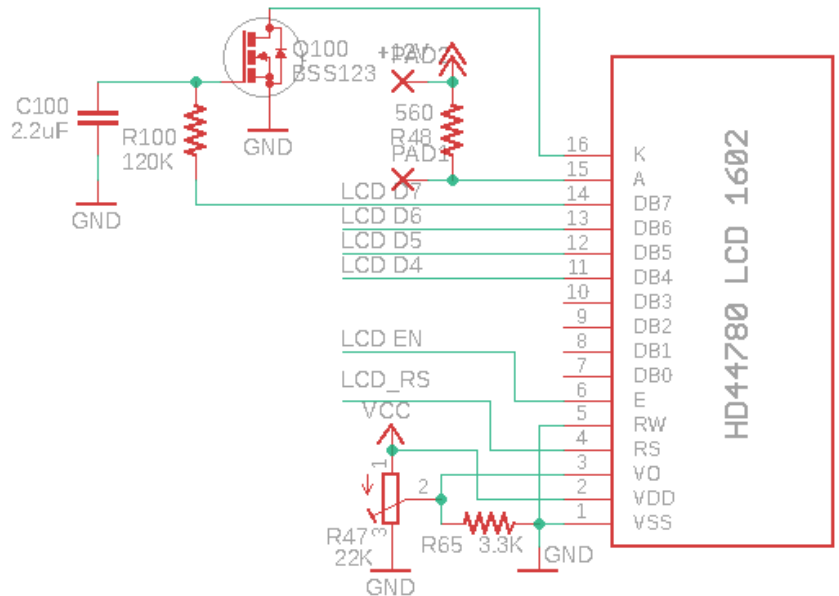 Q100
BSS123
+12V
PAD2
C100
2.2uF
R100
120K
GND
GND
560
R48
PAD1
LCD D7
LCD D6
LCD D5
LCD D4
LCD EN
LCD_RS
VCC
1
2
3
R47
22K
GND
R65
3.3K
GND
16
K
15
A
14
DB7
13
DB6
12
DB5
11
DB4
10
DB3
9
DB2
8
DB1
7
DB0
6
E
5
RW
4
RS
3
VO
2
VDD
1
VSS
HD44780 LCD 1602